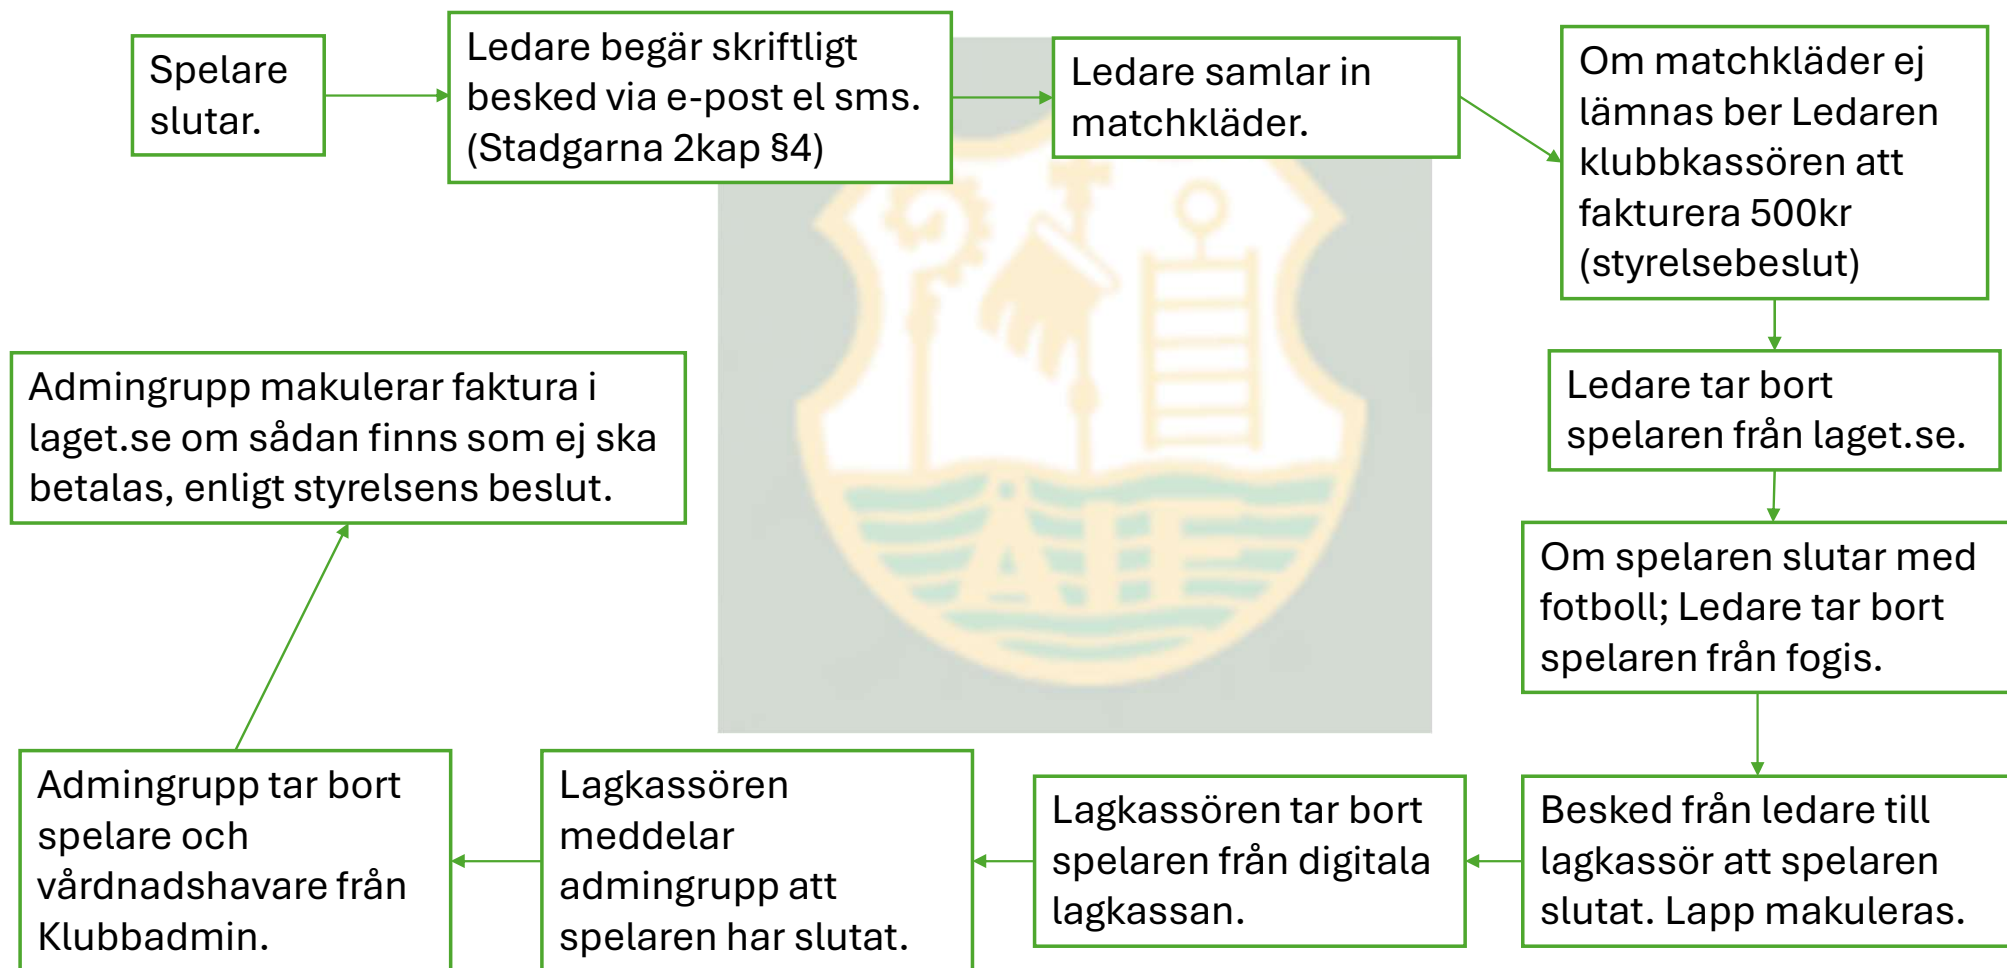 Spelare
slutar.
Ledare begär skriftligt
besked via e-post el sms.
(Stadgarna 2kap §4)
Ledare samlar in
matchkläder.
Om matchkläder ej
lämnas ber Ledaren
klubbkassören att
fakturera 500kr
(styrelsebeslut)
Ledare tar bort
spelaren från laget.se.
Om spelaren slutar med
fotboll; Ledare tar bort
spelaren från fogis.
Besked från ledare till
lagkassör att spelaren
slutat. Lapp makuleras.
Lagkassören tar bort
spelaren från digitala
lagkassan.
Lagkassören
meddelar
admingrupp att
spelaren har slutat.
Admingrupp tar bort
spelare och
vårdnadshavare från
Klubbadmin.
Admingrupp makulerar faktura i
laget.se om sådan finns som ej ska
betalas, enligt styrelsens beslut.
ÅIF